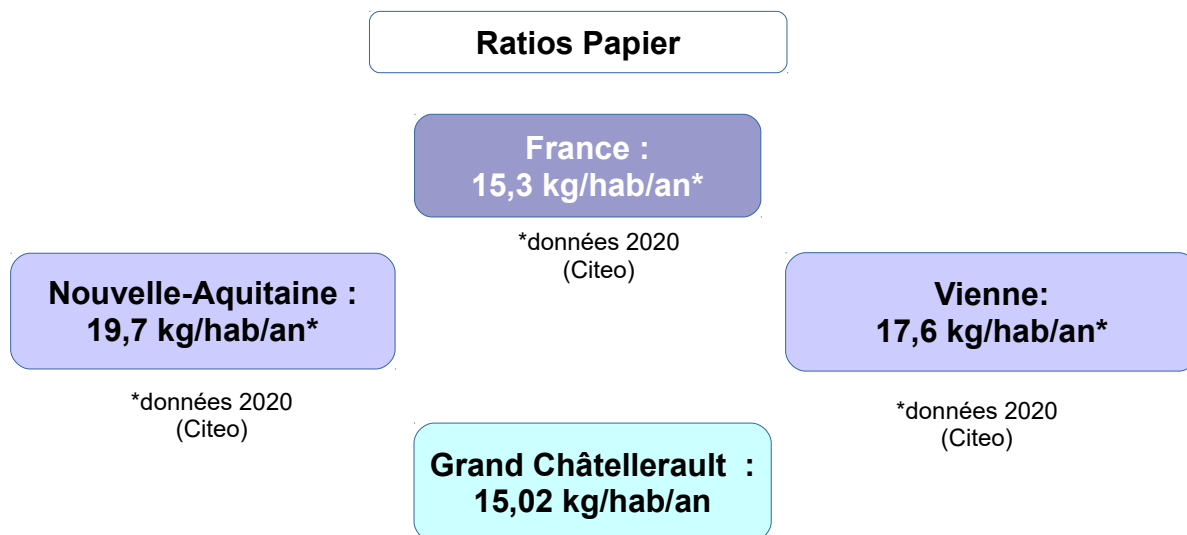 Ratios Papier
France :
15,3 kg/hab/an*
*données 2020
(Citeo)
Nouvelle-Aquitaine :
19,7 kg/hab/an*
*données 2020
(Citeo)
Vienne:
17,6 kg/hab/an*
*données 2020
(Citeo)
Grand Châtellerault :
15,02 kg/hab/an